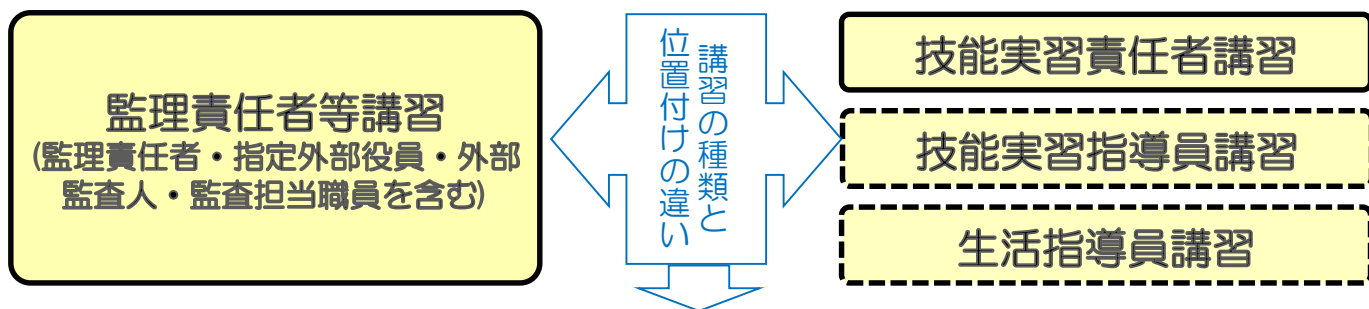 監理責任者等講習
(監理責任者・指定外部役員・外部
監査人・監査担当職員を含む)
講習の種類と
位置付けの違い
技能実習責任者講習
技能実習指導員講習
生活指導員講習